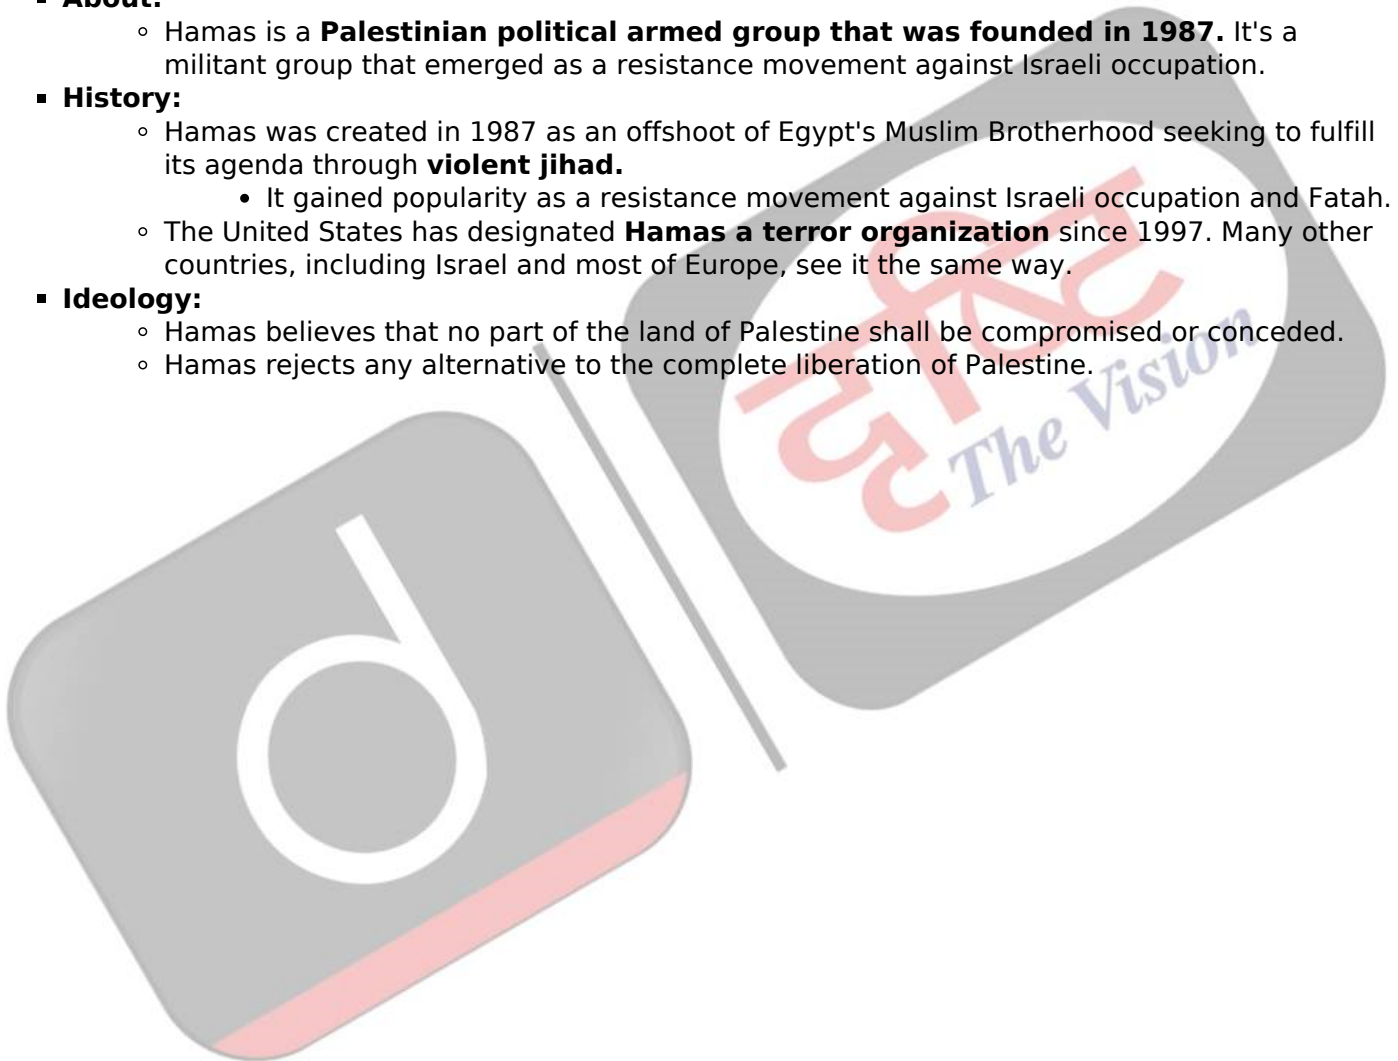 About:
Hamas is a Palestinian political armed group that was founded in 1987. It's a
militant group that emerged as a resistance movement against Israeli occupation.
History:
Hamas was created in 1987 as an offshoot of Egypt's Muslim Brotherhood seeking to fulfill
its agenda through violent jihad.
It gained popularity as a resistance movement against Israeli occupation and Fatah.
The United States has designated Hamas a terror organization since 1997. Many other
countries, including Israel and most of Europe, see it the same way.
Ideology:
Hamas believes that no part of the land of Palestine shall be compromised or conceded.
Hamas rejects any alternative to the complete liberation of Palestine.
दृष्टि
The Vision
d